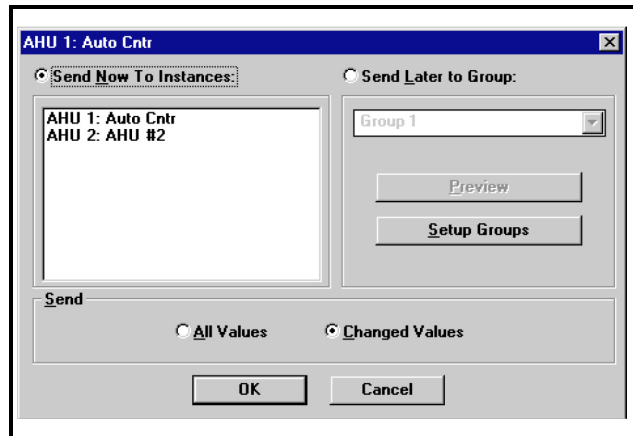 AHU 1: Auto Cntr
Send Now To Instances:
Send Later to Group:
AHU 1: Auto Cntr
AHU 2: AHU #2
Group 1
Preview
Setup Groups
Send
All Values
Changed Values
OK
Cancel